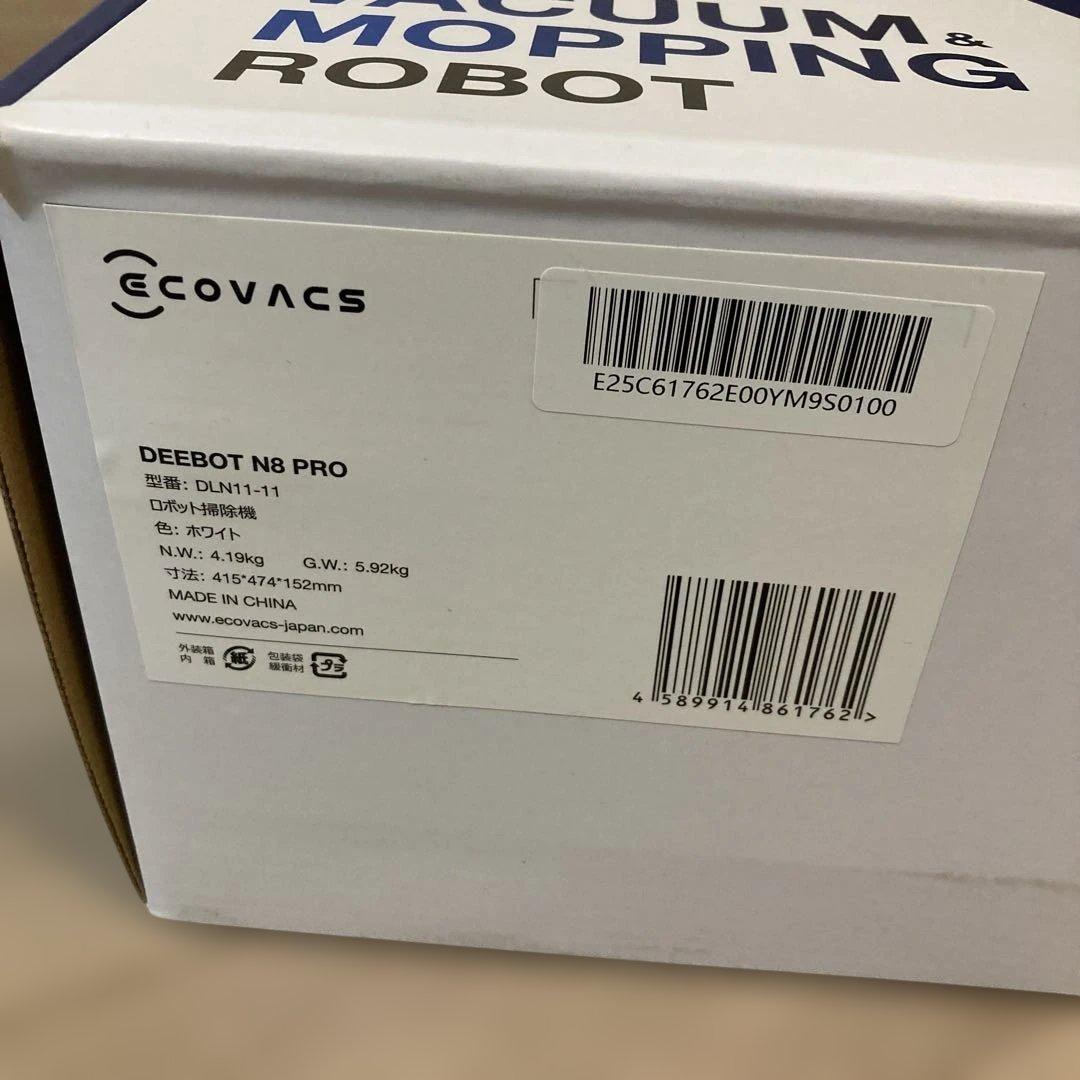 VACUUM &
MOPPING
ROBOT
ECOVACS
E25C61762E00YM9S0100
DEEBOT N8 PRO
型番: DLN11-11
ロボット掃除機
色: ホワイト
N.W.: 4.19kg G.W.: 5.92kg
寸法: 415*474*152mm
MADE IN CHINA
www.ecovacs-japan.com
外装箱
内 箱
紙
包装袋
緩衝材
プラ
4 589914 861762 >